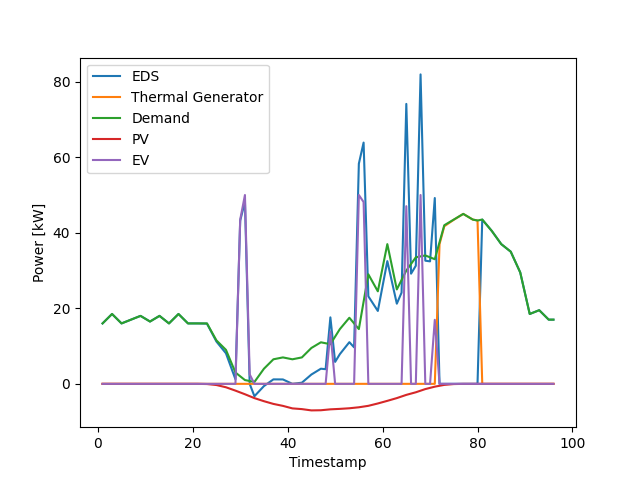 EDS
Thermal Generator
Demand
PV
EV
80
60
40
20
0
Power [kW]
0 20 40 60 80 100
Timestamp